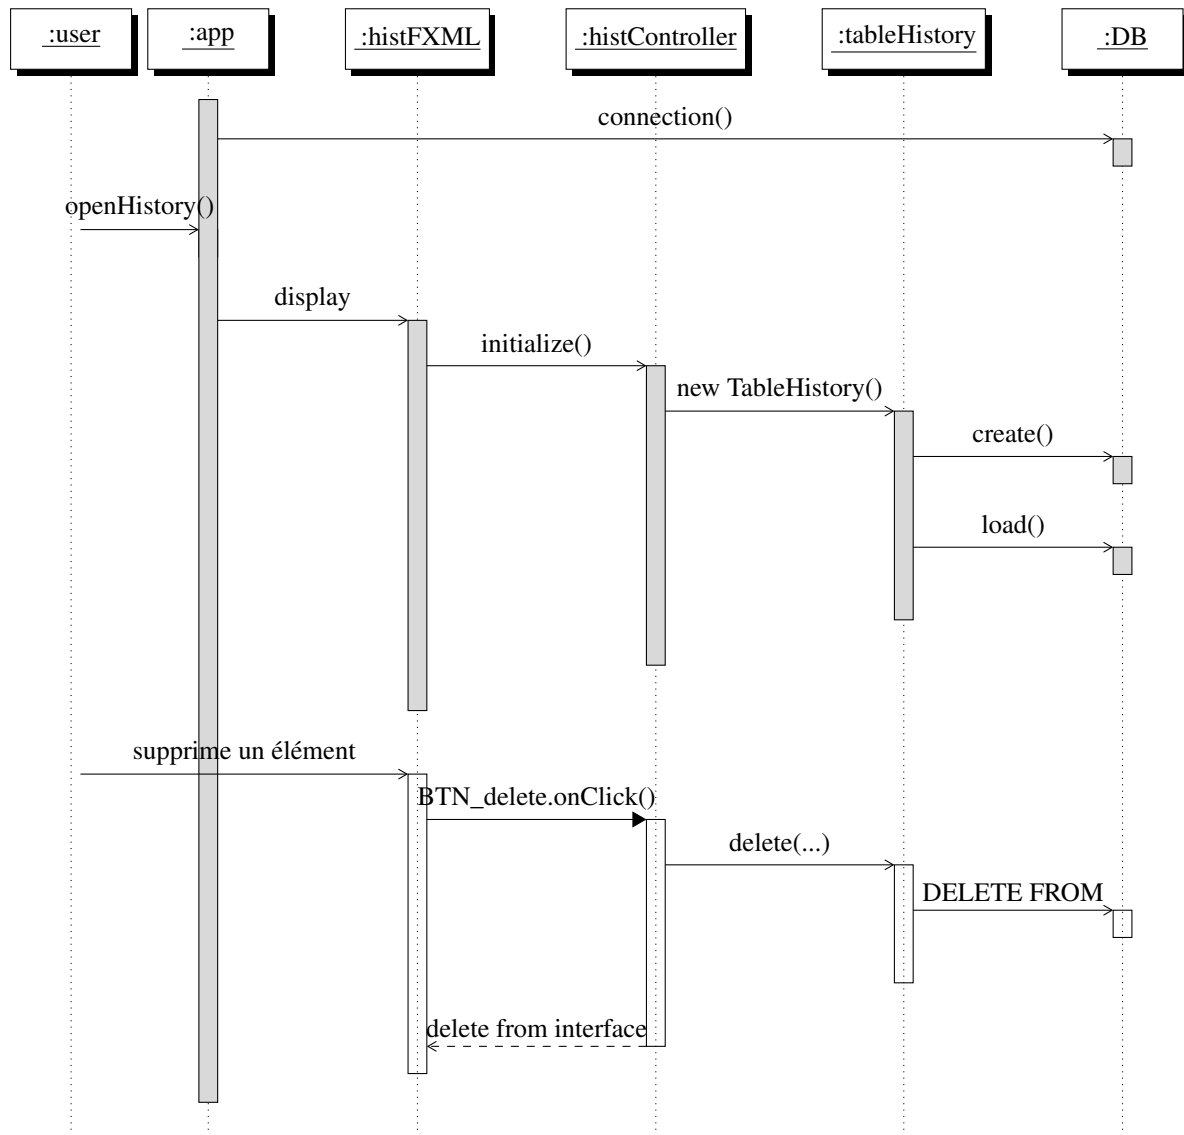 :user
:app
:histFXML
:histController
:tableHistory
:DB
connection()
openHistory()
display
initialize()
new TableHistory()
create()
load()
supprime un élément
BTN_delete.onClick()
delete(...)
DELETE FROM
delete from interface